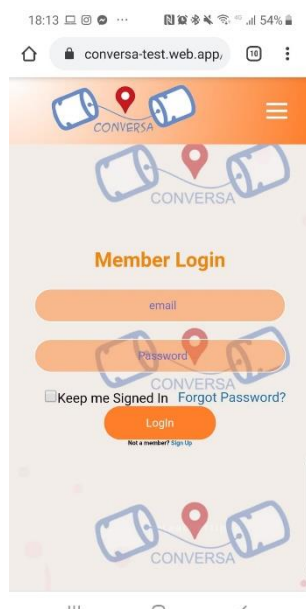 18:13
54%
conversa-test.web.app/
10
CONVERSA
CONVERSA
Member Login
email
Password
CONVERSA
Keep me Signed In Forgot Password?
Login
Not a member? Sign Up
CONVERSA